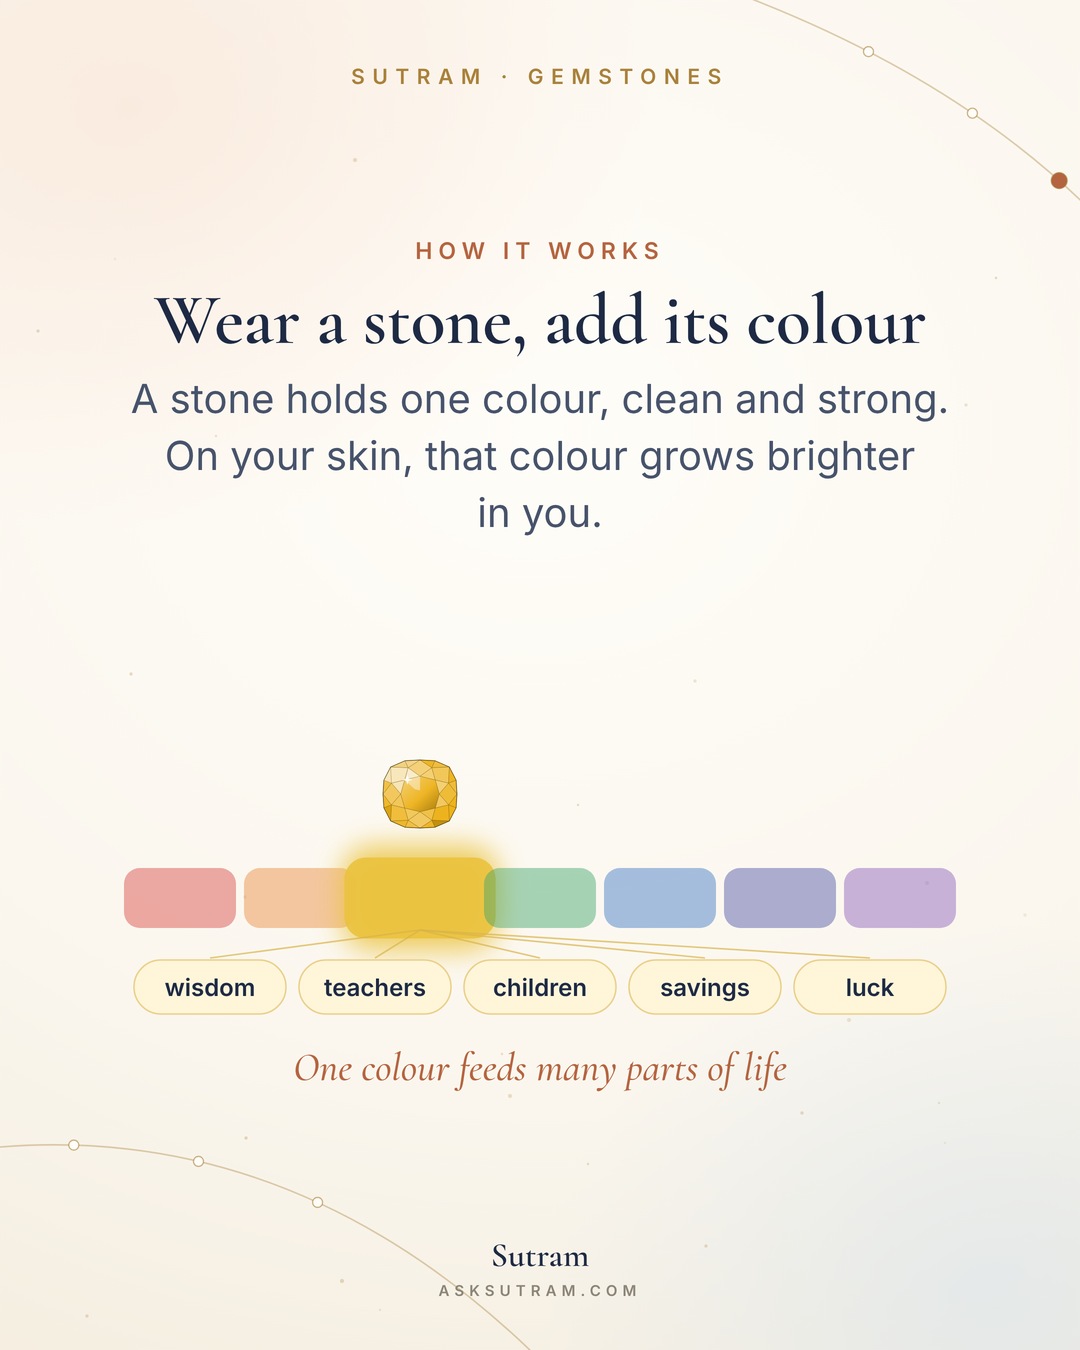 SUTRAM · GEMSTONES
HOW IT WORKS
Wear a stone, add its colour
A stone holds one colour, clean and strong.
On your skin, that colour grows brighter
in you.
wisdom teachers children savings luck
One colour feeds many parts of life
Sutram
ASKSUTRAM.COM